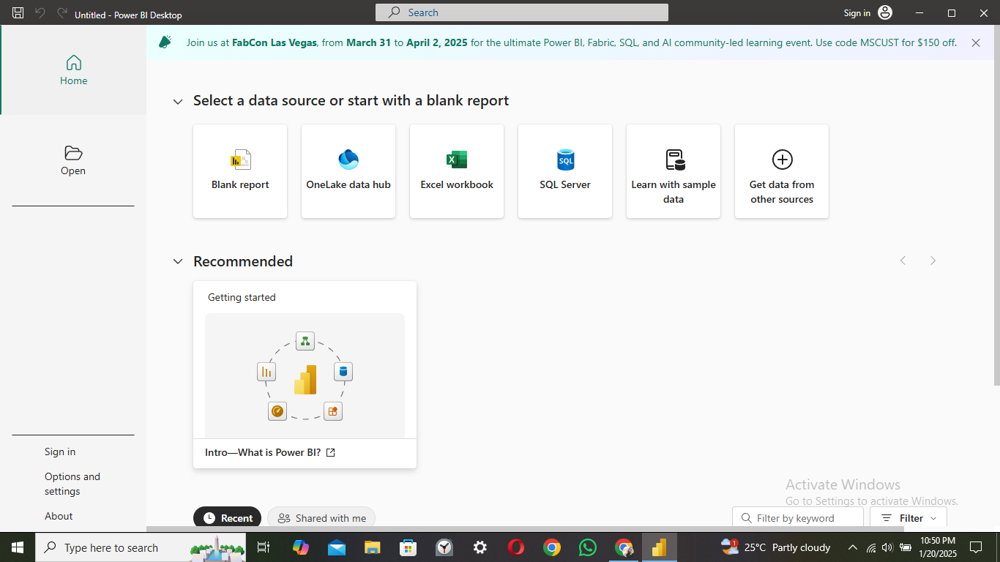 Untitled - Power BI Desktop
Search
Sign in
Join us at FabCon Las Vegas, from March 31 to April 2, 2025 for the ultimate Power BI, Fabric, SQL, and AI community-led learning event. Use code MSCUST for $150 off.
Home
Open
Select a data source or start with a blank report
Blank report
OneLake data hub
Excel workbook
SQL
SQL Server
Learn with sample
data
Get data from
other sources
Recommended
Getting started
Intro—What is Power BI?
Sign in
Options and
settings
About
Activate Windows
Go to Settings to activate Windows.
Recent
Shared with me
Filter by keyword
Filter
Type here to search
1
25°C Partly cloudy
10:50 PM
1/20/2025